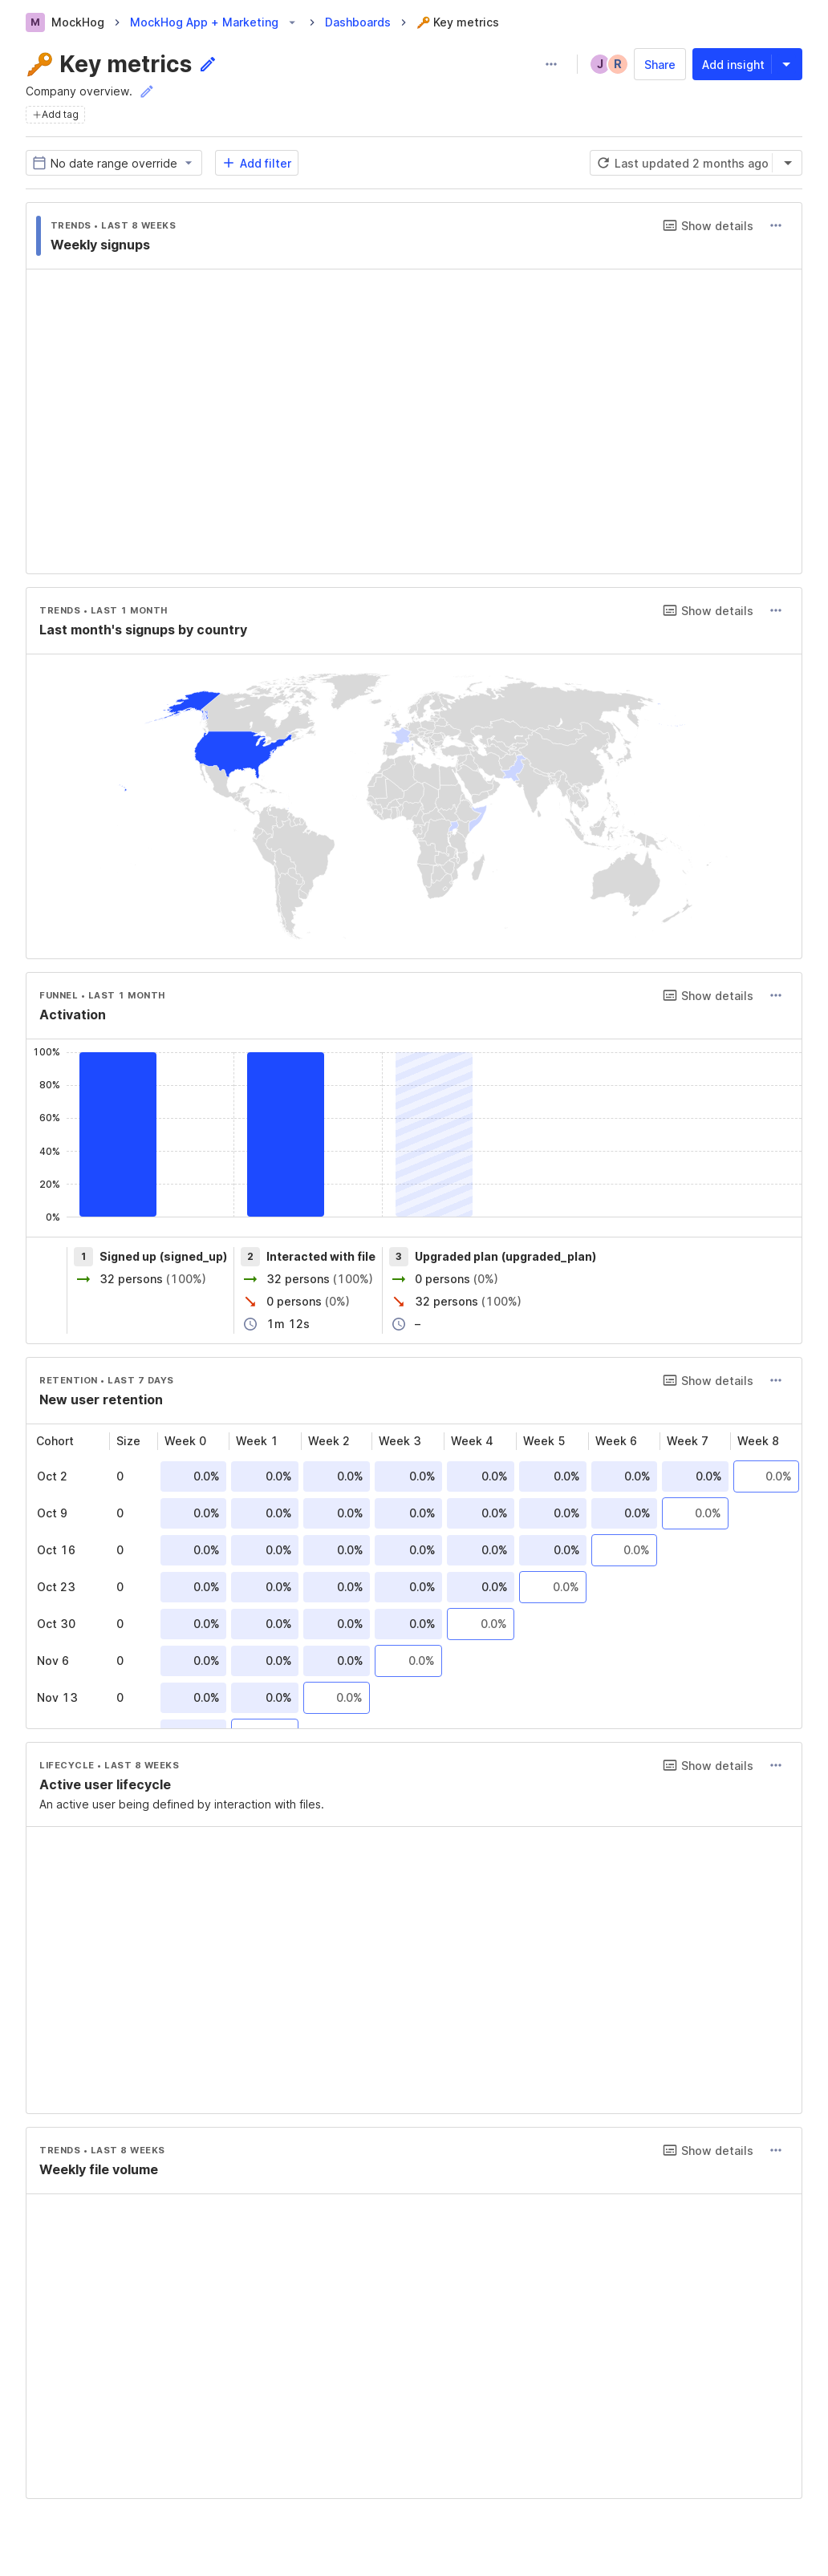 M MockHog MockHog App + Marketing Dashboards 🔑 Key metrics
🔑 Key metrics
J R Share Add insight
Company overview.
+Add tag
No date range override + Add filter Last updated 2 months ago
TRENDS • LAST 8 WEEKS Show details
Weekly signups
TRENDS • LAST 1 MONTH Show details
Last month's signups by country
FUNNEL • LAST 1 MONTH Show details
Activation
100%
80%
60%
40%
20%
0%
1 Signed up (signed_up) 2 Interacted with file 3 Upgraded plan (upgraded_plan)
32 persons (100%) 32 persons (100%) 0 persons (0%)
0 persons (0%) 32 persons (100%)
1m 12s –
RETENTION • LAST 7 DAYS Show details
New user retention
Cohort Size Week 0 Week 1 Week 2 Week 3 Week 4 Week 5 Week 6 Week 7 Week 8
Oct 2 0 0.0% 0.0% 0.0% 0.0% 0.0% 0.0% 0.0% 0.0% 0.0%
Oct 9 0 0.0% 0.0% 0.0% 0.0% 0.0% 0.0% 0.0% 0.0%
Oct 16 0 0.0% 0.0% 0.0% 0.0% 0.0% 0.0% 0.0%
Oct 23 0 0.0% 0.0% 0.0% 0.0% 0.0% 0.0%
Oct 30 0 0.0% 0.0% 0.0% 0.0% 0.0%
Nov 6 0 0.0% 0.0% 0.0% 0.0%
Nov 13 0 0.0% 0.0% 0.0%
LIFECYCLE • LAST 8 WEEKS Show details
Active user lifecycle
An active user being defined by interaction with files.
TRENDS • LAST 8 WEEKS Show details
Weekly file volume